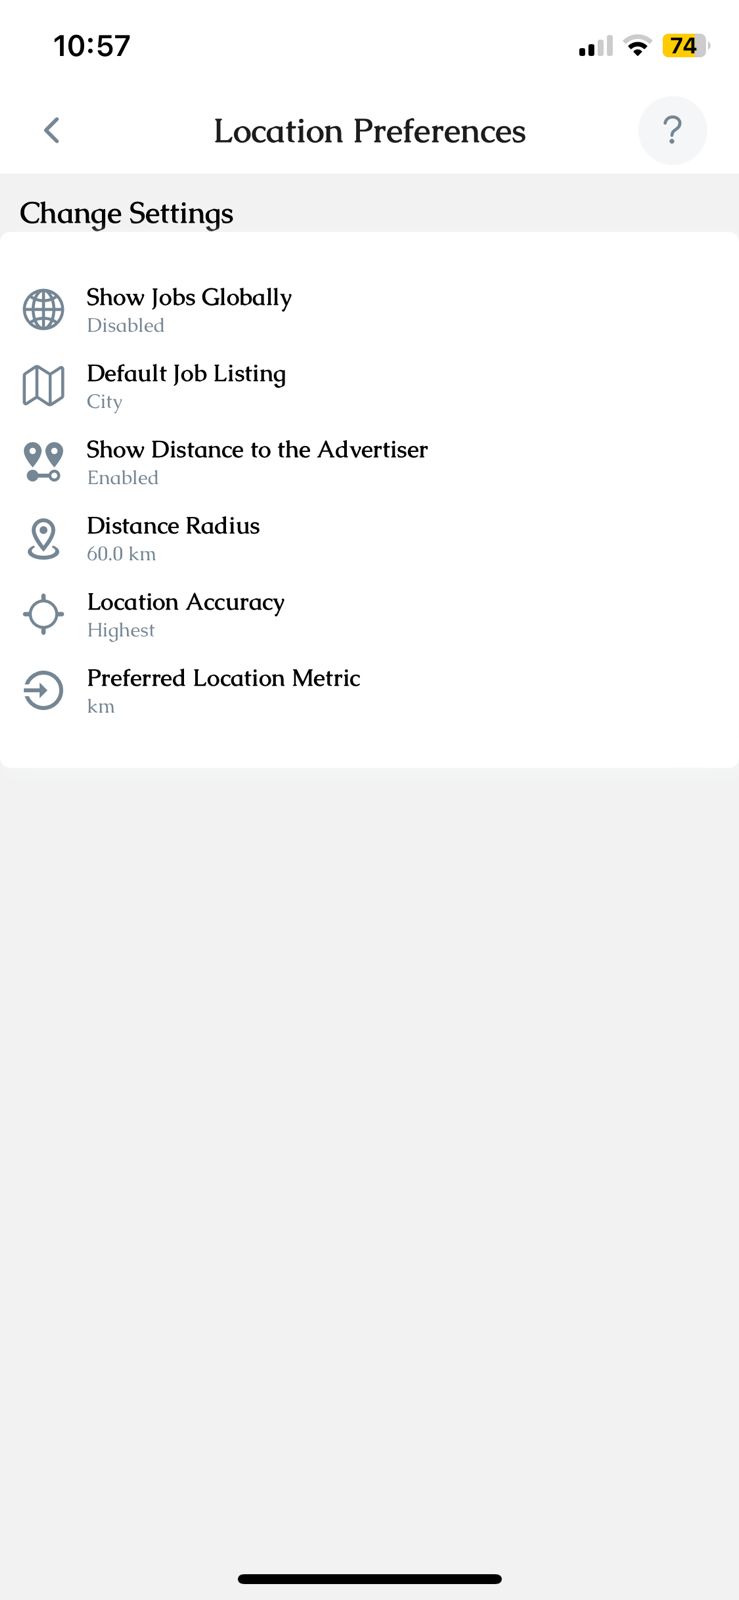 10:57
74
Location Preferences
?
Change Settings
Show Jobs Globally
Disabled
Default Job Listing
City
Show Distance to the Advertiser
Enabled
Distance Radius
60.0 km
Location Accuracy
Highest
Preferred Location Metric
km